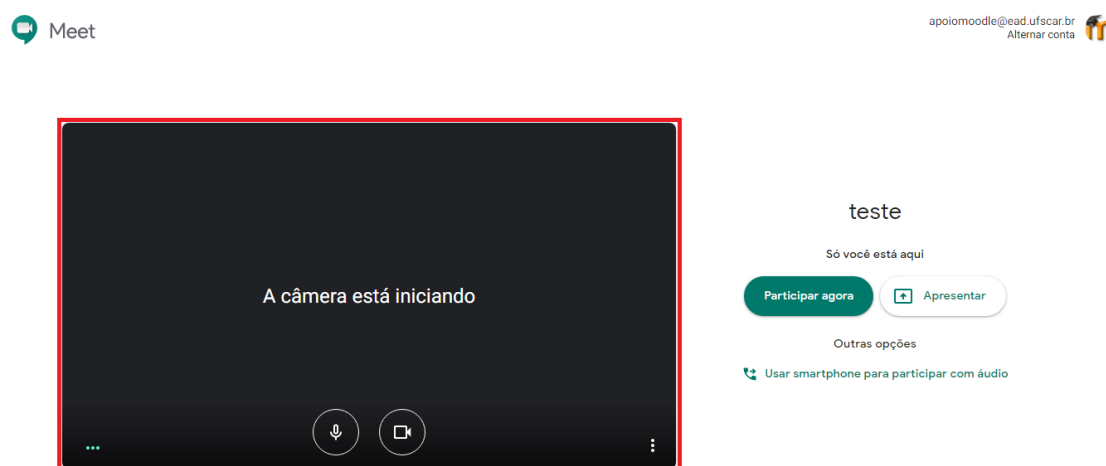 Meet
apoiomoodle@ead.ufscar.br
Alternar conta
A câmera está iniciando
teste
Só você está aqui
Participar agora
Apresentar
Outras opções
Usar smartphone para participar com áudio